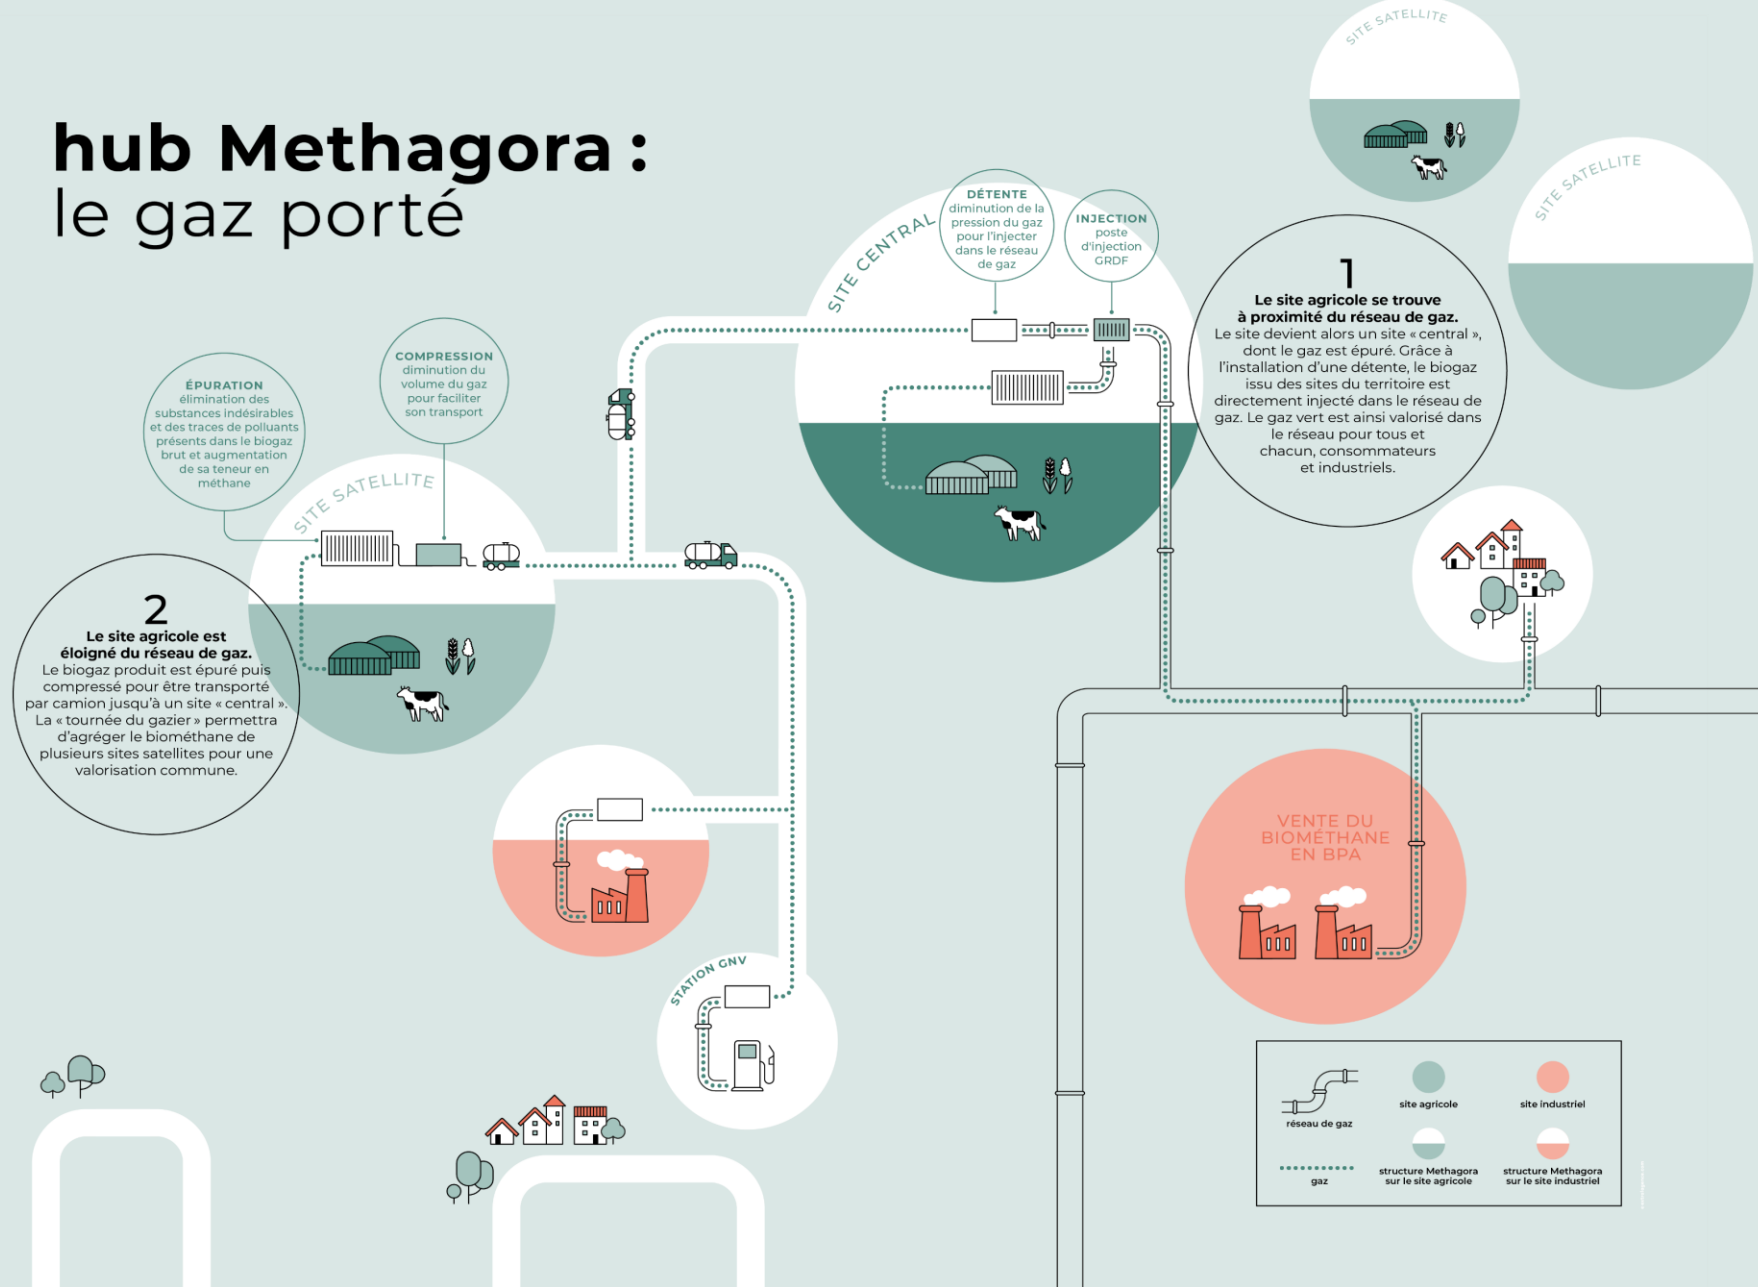 hub Methagora :
le gaz porté
SITE SATELLITE
SITE SATELLITE
SITE CENTRAL
DÉTENTE
diminution de la
pression du gaz
pour l'injecter
dans le réseau
de gaz
INJECTION
poste
d'injection
GRDF
1
Le site agricole se trouve
à proximité du réseau de gaz.
Le site devient alors un site « central »,
dont le gaz est épuré. Grâce à
l'installation d'une détente, le biogaz
issu des sites du territoire est
directement injecté dans le réseau de
gaz. Le gaz vert est ainsi valorisé dans
le réseau pour tous et
chacun, consommateurs
et industriels.
COMPRESSION
diminution du
volume du gaz
pour faciliter
son transport
ÉPURATION
élimination des
substances indésirables
et des traces de polluants
présents dans le biogaz
brut et augmentation
de sa teneur en
méthane
SITE SATELLITE
2
Le site agricole est
éloigné du réseau de gaz.
Le biogaz produit est épuré puis
compressé pour être transporté
par camion jusqu'à un site « central ».
La « tournée du gazier » permettra
d'agréger le biométhane de
plusieurs sites satellites pour une
valorisation commune.
VENTE DU
BIOMÉTHANE
EN BPA
STATION GNV
réseau de gaz
site agricole
site industriel
gaz
structure Methagora
sur le site agricole
structure Methagora
sur le site industriel